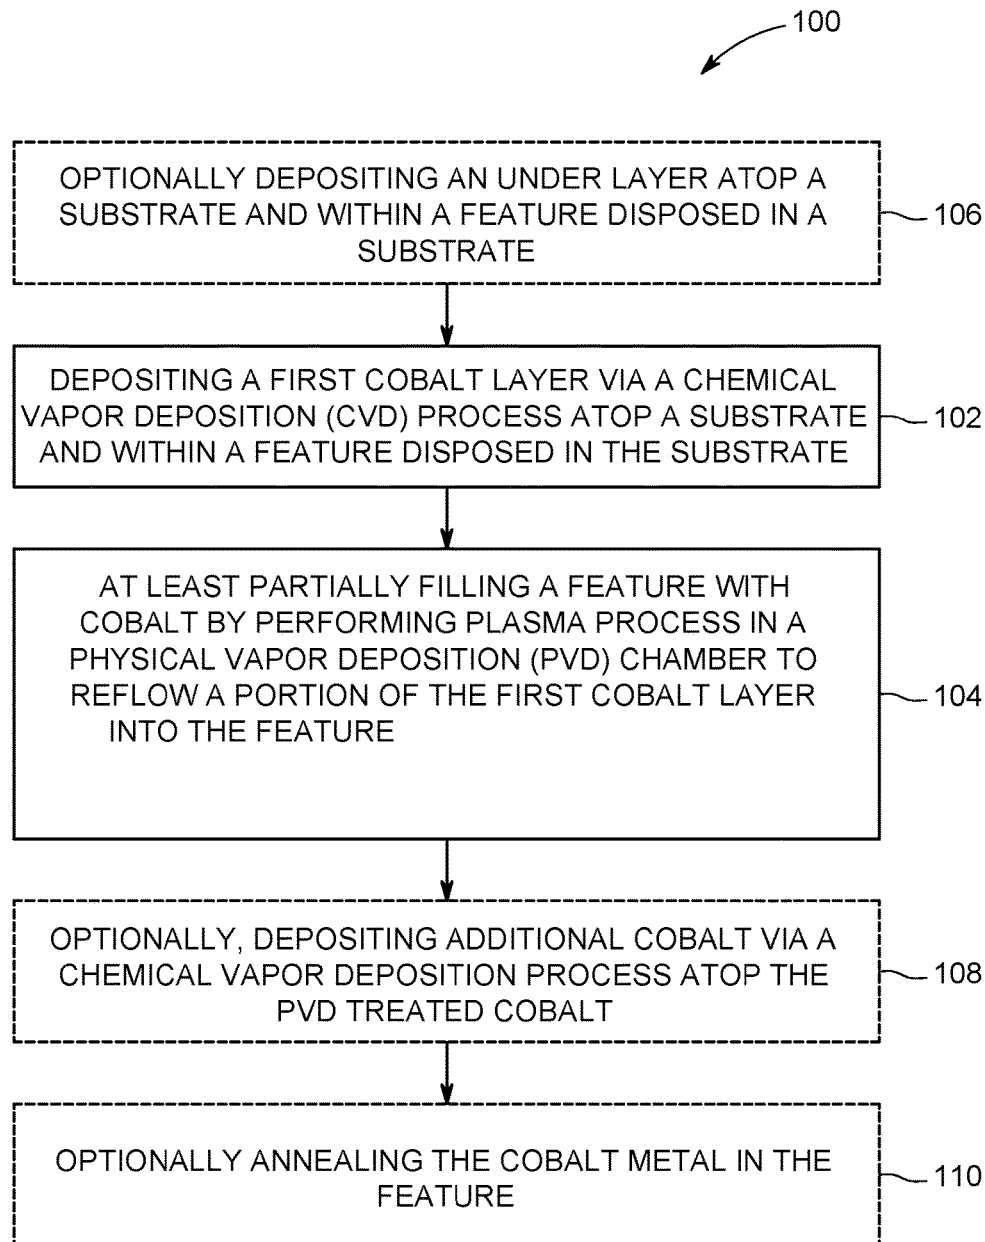 100
OPTIONALLY DEPOSITING AN UNDER LAYER ATOP A
SUBSTRATE AND WITHIN A FEATURE DISPOSED IN A
SUBSTRATE
106
DEPOSITING A FIRST COBALT LAYER VIA A CHEMICAL
VAPOR DEPOSITION (CVD) PROCESS ATOP A SUBSTRATE
AND WITHIN A FEATURE DISPOSED IN THE SUBSTRATE
102
AT LEAST PARTIALLY FILLING A FEATURE WITH
COBALT BY PERFORMING PLASMA PROCESS IN A
PHYSICAL VAPOR DEPOSITION (PVD) CHAMBER TO
REFLOW A PORTION OF THE FIRST COBALT LAYER
INTO THE FEATURE
104
OPTIONALLY, DEPOSITING ADDITIONAL COBALT VIA A
CHEMICAL VAPOR DEPOSITION PROCESS ATOP THE
PVD TREATED COBALT
108
OPTIONALLY ANNEALING THE COBALT METAL IN THE
FEATURE
110